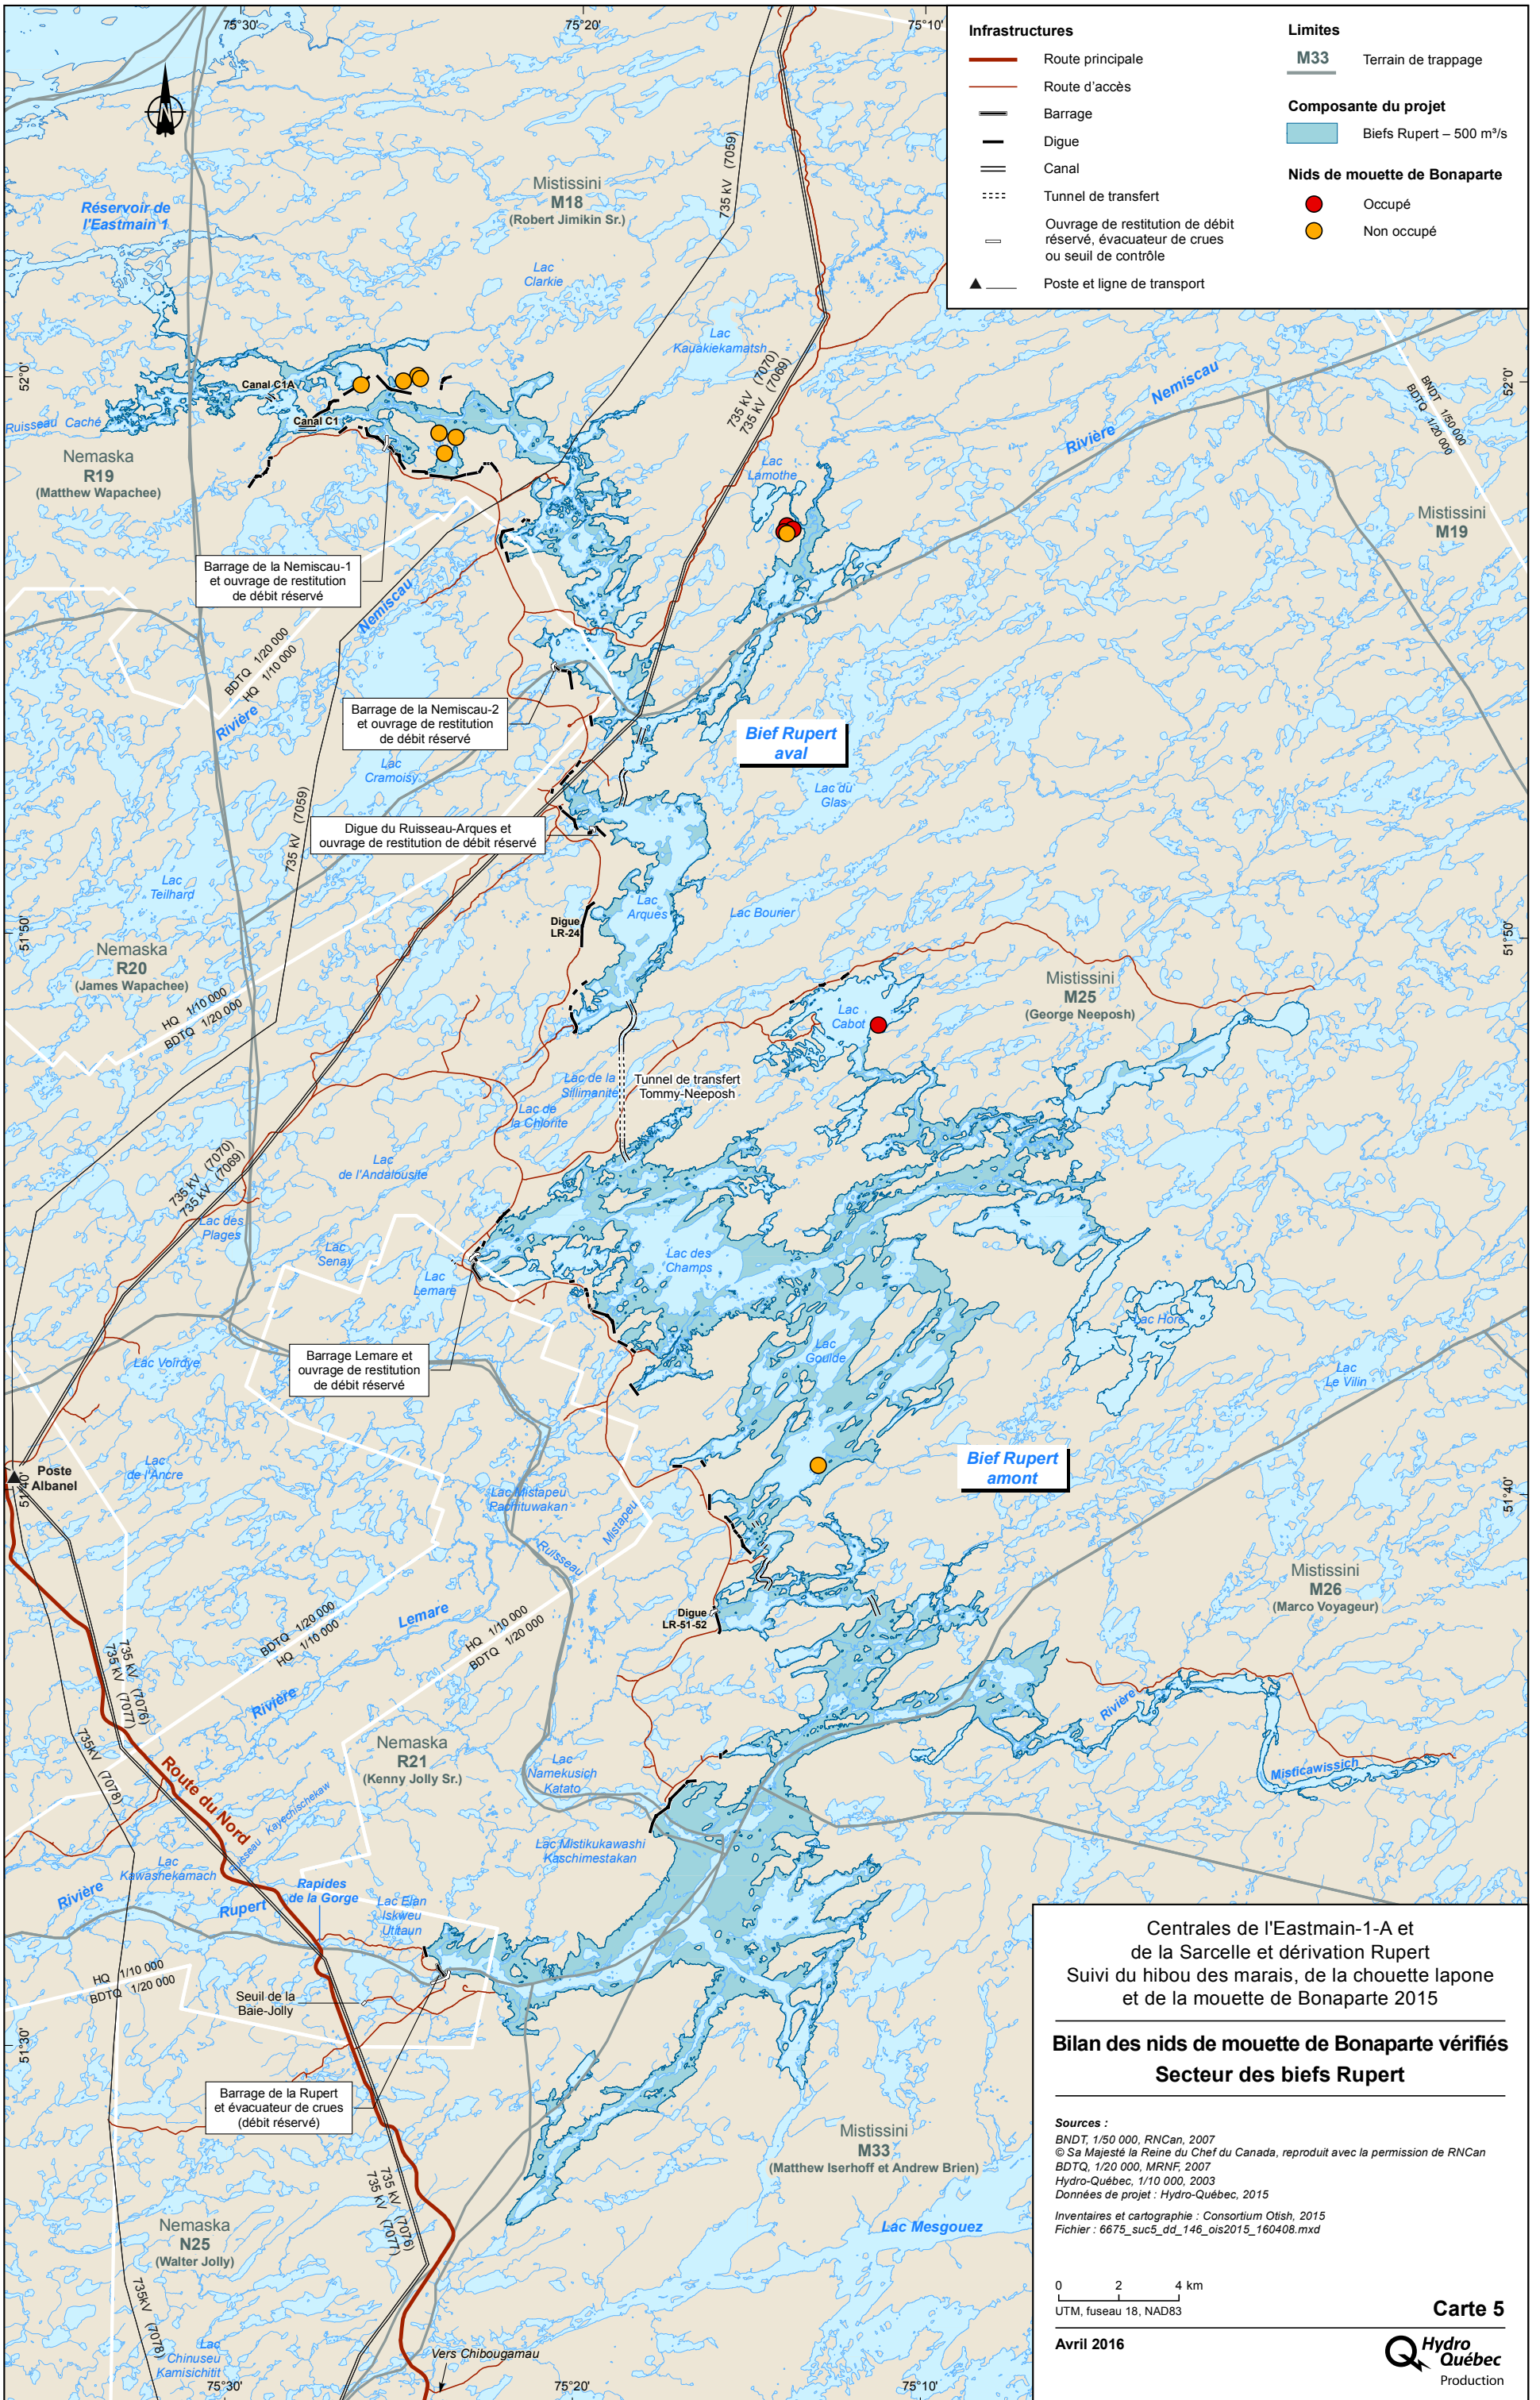 75°30'
75°20'
75°10'
Infrastructures
Route principale
Route d'accès
Barrage
Digue
Canal
Tunnel de transfert
Ouvrage de restitution de débit
réservé, évacuateur de crues
ou seuil de contrôle
Poste et ligne de transport
Limites
M33
Terrain de trappage
Composante du projet
Biefs Rupert – 500 m³/s
Nids de mouette de Bonaparte
Occupé
Non occupé
735 kV (7059)
Réservoir de
l'Eastmain 1
Mistissini
M18
(Robert Jimikin Sr.)
Lac
Clarkie
Lac
Kauakiekamatsh
735 kV (7070)
735 kV (7069)
52°0'
52°0'
Canal C1A
Canal C1
Ruisseau Caché
Nemaska
R19
(Matthew Wapachee)
Rivière
Nemiscau
BNDT 1/50 000
BDTQ 1/20 000
Lac
Lamothe
Mistissini
M19
Barrage de la Nemiscau-1
et ouvrage de restitution
de débit réservé
Nemiscau
BDTQ 1/20 000
HQ 1/10 000
Rivière
Barrage de la Nemiscau-2
et ouvrage de restitution
de débit réservé
Bief Rupert
aval
Lac
Cramoisy
Lac du
Glas
735 kV (7059)
Digue du Ruisseau-Arques et
ouvrage de restitution de débit réservé
Lac
Teilhard
Lac
Arques
Lac Bourier
Digue
LR-24
51°50'
51°50'
Nemaska
R20
(James Wapachee)
HQ 1/10 000
BDTQ 1/20 000
Mistissini
M25
(George Neeposh)
Lac
Cabot
Lac de la
Sillimanite
Tunnel de transfert
Tommy-Neeposh
Lac de
la Chlorite
Lac
de l'Andalousite
735 kV (7070)
735 kV (7069)
Lac des
Plages
Lac
Senay
Lac
Lemare
Lac des
Champs
Lac Hore
Lac
Goulde
Lac Voirdye
Barrage Lemare et
ouvrage de restitution
de débit réservé
Lac
Le Vilin
Bief Rupert
amont
Poste
Albanel
51°40'
51°40'
Lac
de l'Ancre
Lac Mistapeu
Pachituwakan
Ruisseau
Mistapeu
Mistissini
M26
(Marco Voyageur)
Digue
LR-51-52
Lemare
BDTQ 1/20 000
HQ 1/10 000
HQ 1/10 000
BDTQ 1/20 000
735 kV (7076)
735 kV (7077)
Rivière
Rivière
Misticawissich
735kV (7078)
Nemaska
R21
(Kenny Jolly Sr.)
Lac
Namekusich
Katato
Route du Nord
Ruisseau Kayechischekaw
Lac Mistikukawashi
Kaschimestakan
Lac
Kawashekamach
Rivière
Rupert
Rapides
de la Gorge
Lac Eian
Iskweu
Utitaun
HQ 1/10 000
BDTQ 1/20 000
Seuil de la
Baie-Jolly
51°30'
Barrage de la Rupert
et évacuateur de crues
(débit réservé)
Mistissini
M33
(Matthew Iserhoff et Andrew Brien)
735 kV (7076)
735 kV (7077)
Nemaska
N25
(Walter Jolly)
Lac Mesgouez
735kV (7078)
Lac
Chinuseu
Kamisichitit
Vers Chibougamau
75°30'
75°20'
75°10'
Centrales de l'Eastmain-1-A et
de la Sarcelle et dérivation Rupert
Suivi du hibou des marais, de la chouette lapone
et de la mouette de Bonaparte 2015
Bilan des nids de mouette de Bonaparte vérifiés
Secteur des biefs Rupert
Sources :
BNDT, 1/50 000, RNCan, 2007
© Sa Majesté la Reine du Chef du Canada, reproduit avec la permission de RNCan
BDTQ, 1/20 000, MRNF, 2007
Hydro-Québec, 1/10 000, 2003
Données de projet : Hydro-Québec, 2015
Inventaires et cartographie : Consortium Otish, 2015
Fichier : 6675_suc5_dd_146_ois2015_160408.mxd
0 2 4 km
UTM, fuseau 18, NAD83
Carte 5
Avril 2016
Hydro
Québec
Production